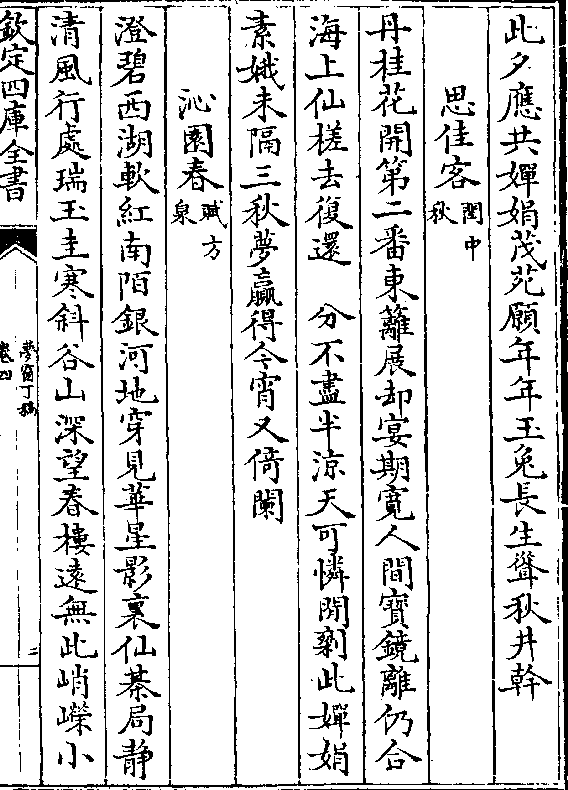 此夕應共嬋娟茂苑願年年玉兔長生聳秋井幹
思佳客閏中秋
丹桂花開第二番東籬展却宴期寛人間寳鏡離仍合
海上仙槎去復還　分不盡半涼天可憐閒剩此嬋娟
素娥未隔三秋夢贏得今宵又倚闌
沁園春賦方泉
澄碧西湖軟紅南陌銀河地穿見華星影裏仙棊局静
清風行處瑞玉圭寒斜谷山深望春樓遠無此峭嶸小
欽定四庫全書
夢窗丁稿
卷四
二